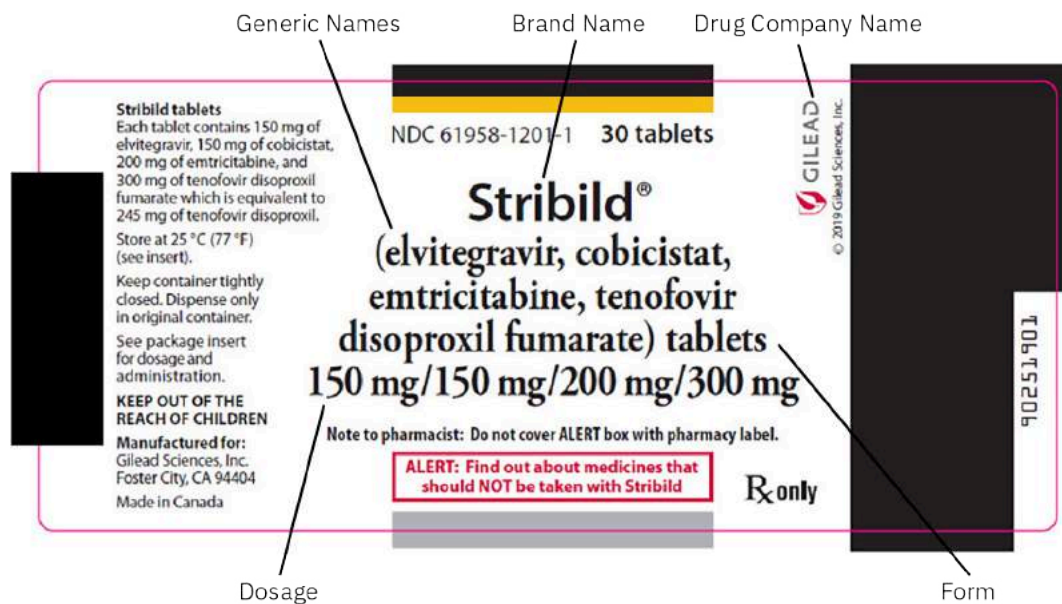 Generic Names
Brand Name
Drug Company Name
Stribild tablets
Each tablet contains 150 mg of
elvitegravir, 150 mg of cobicistat,
200 mg of emtricitabine, and
300 mg of tenofovir disoproxil
fumarate which is equivalent to
245 mg of tenofovir disoproxil.
Store at 25 °C (77 °F)
(see insert).
Keep container tightly
closed. Dispense only
in original container.
See package insert
for dosage and
administration.
KEEP OUT OF THE
REACH OF CHILDREN
Manufactured for:
Gilead Sciences, Inc.
Foster City, CA 94404
Made in Canada
NDC 61958-1201-1 30 tablets
Stribild®
(elvitegravir, cobicistat,
emtricitabine, tenofovir
disoproxil fumarate) tablets
150 mg/150 mg/200 mg/300 mg
Note to pharmacist: Do not cover ALERT box with pharmacy label.
ALERT: Find out about medicines that
should NOT be taken with Stribild
Rx only
GILEAD
© 2019 Gilead Sciences, Inc.
90251901
Dosage
Form